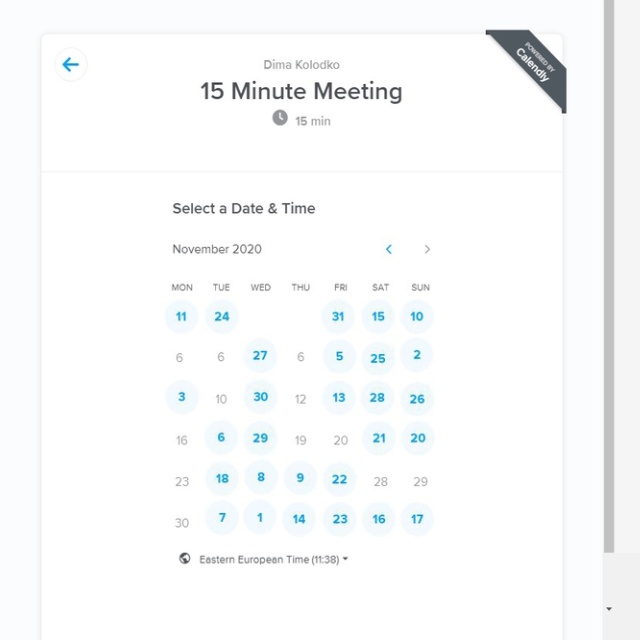 POWERED BY
Calendly
Dima Kolodko
15 Minute Meeting
15 min
Select a Date & Time
November 2020
MON TUE WED THU FRI SAT SUN
11 24 31 15 10
6 6 27 6 5 25 2
3 10 30 12 13 28 26
16 6 29 19 20 21 20
23 18 8 9 22 28 29
30 7 1 14 23 16 17
Eastern European Time (11:38)